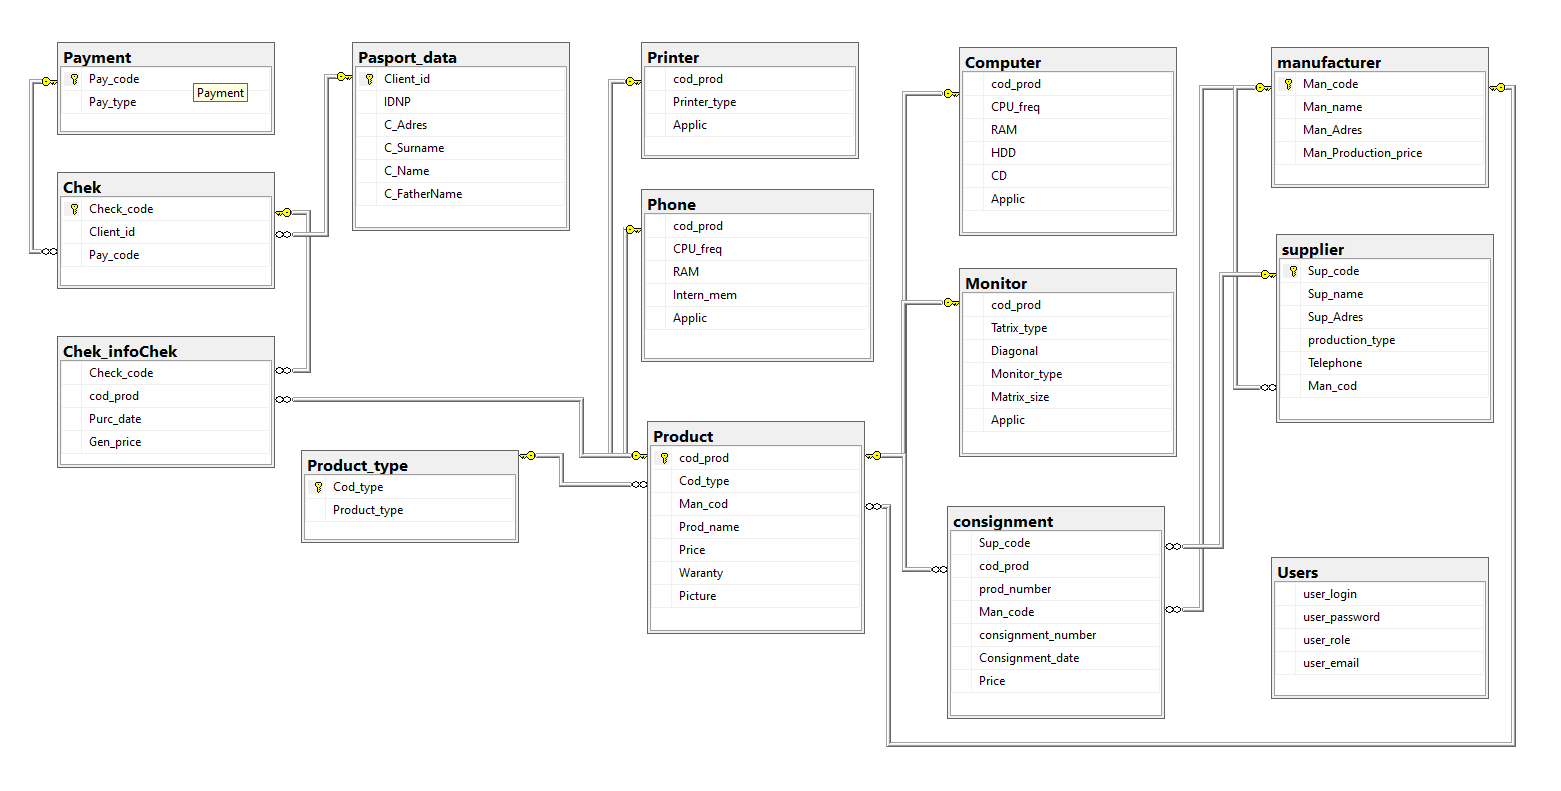 Payment
Pay_code
Pay_type
Payment
Chek
Check_code
Client_id
Pay_code
Chek_infoChek
Check_code
cod_prod
Purc_date
Gen_price
Pasport_data
Client_id
IDNP
C_Adres
C_Surname
C_Name
C_FatherName
Product_type
Cod_type
Product_type
Printer
cod_prod
Printer_type
Applic
Phone
cod_prod
CPU_freq
RAM
Intern_mem
Applic
Product
cod_prod
Cod_type
Man_cod
Prod_name
Price
Waranty
Picture
Computer
cod_prod
CPU_freq
RAM
HDD
CD
Applic
Monitor
cod_prod
Tatrix_type
Diagonal
Monitor_type
Matrix_size
Applic
consignment
Sup_code
cod_prod
prod_number
Man_code
consignment_number
Consignment_date
Price
manufacturer
Man_code
Man_name
Man_Adres
Man_Production_price
supplier
Sup_code
Sup_name
Sup_Adres
production_type
Telephone
Man_cod
Users
user_login
user_password
user_role
user_email